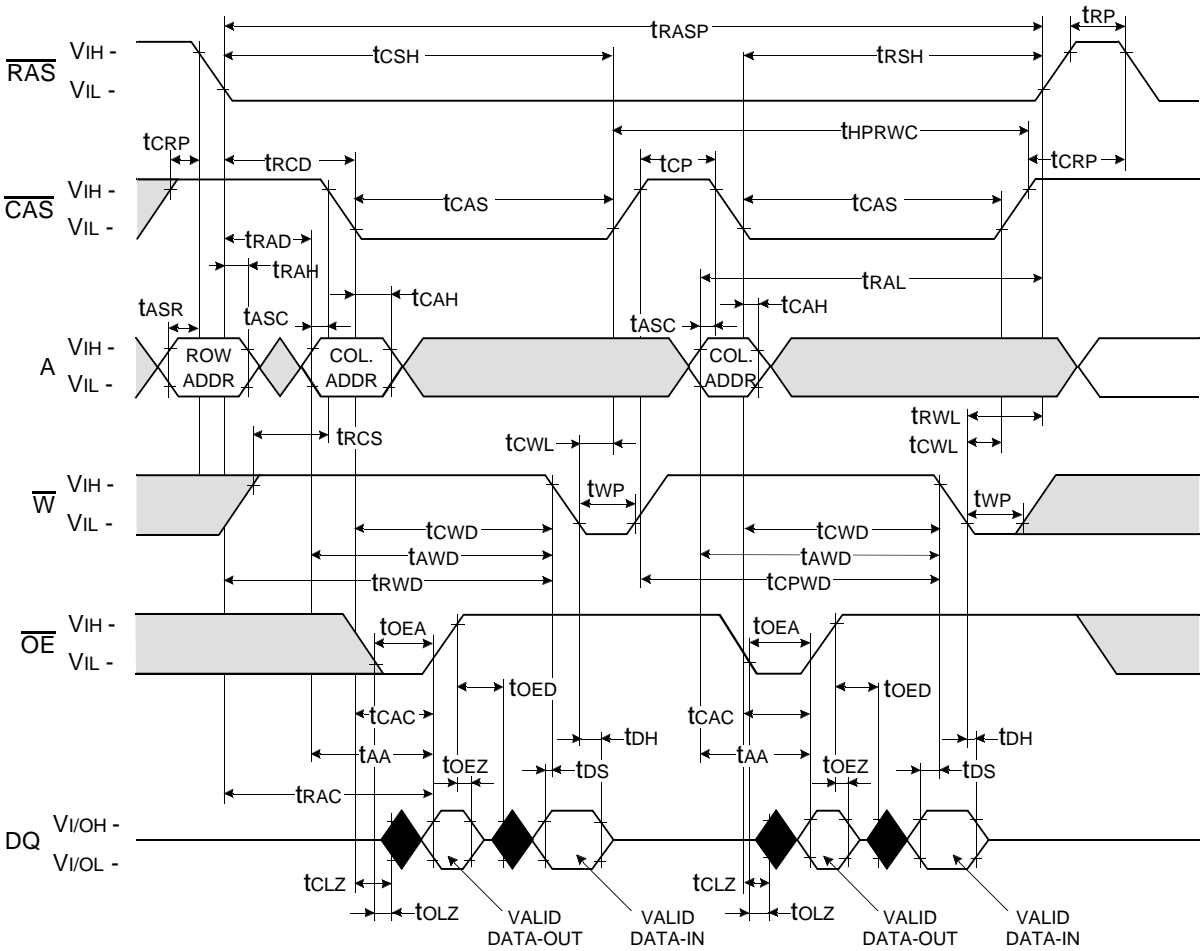 tRASP
tRP
tCSH
tRSH
RAS
VIH -
VIL -
tHPRWC
tCRP
tRCD
tCP
tCRP
CAS
VIH -
VIL -
tCAS
tCAS
tRAD
tRAH
tRAL
tASR
tASC
tCAH
tASC
tCAH
A
VIH -
VIL -
ROW
ADDR
COL.
ADDR
COL.
ADDR
tRWL
tRCS
tCWL
tCWL
W
VIH -
VIL -
tWP
tWP
tCWD
tCWD
tAWD
tAWD
tRWD
tCPWD
OE
VIH -
VIL -
tOEA
tOEA
tOED
tOED
tCAC
tCAC
tDH
tDH
tAA
tAA
tOEZ
tDS
tOEZ
tDS
tRAC
DQ
VI/OH -
VI/OL -
tCLZ
tCLZ
tOLZ
tOLZ
VALID
DATA-OUT
VALID
DATA-IN
VALID
DATA-OUT
VALID
DATA-IN